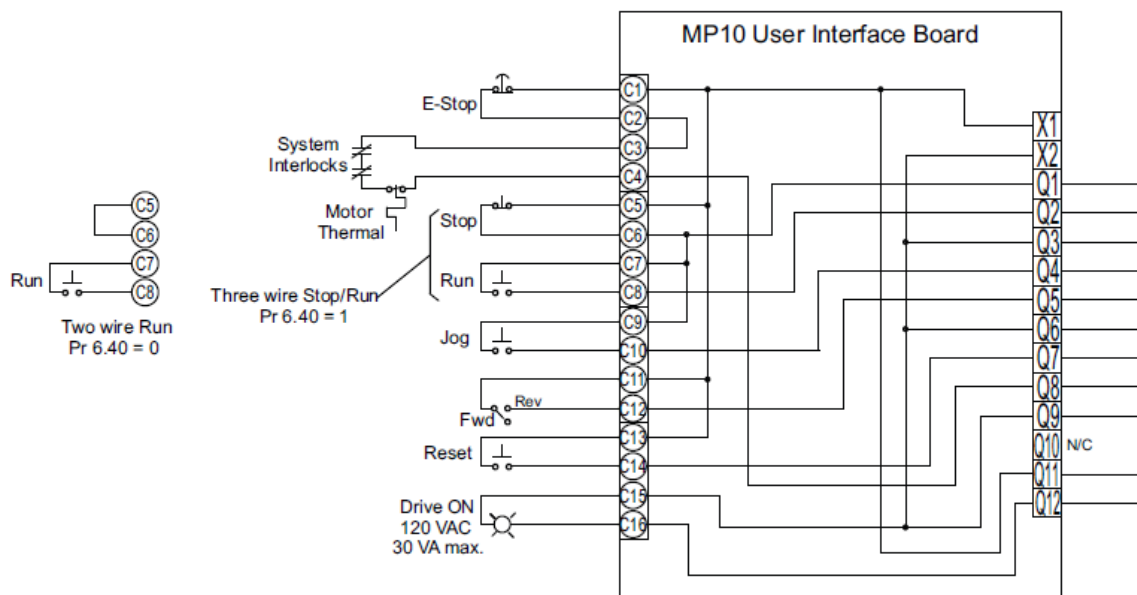 MP10 User Interface Board
E-Stop
System
Interlocks
Motor
Thermal
Stop
Run
Three wire Stop/Run
Pr 6.40 = 1
Jog
Rev
Fwd
Reset
Drive ON
120 VAC
30 VA max.
C5
C6
C7
C8
Run
Two wire Run
Pr 6.40 = 0
C1
C2
C3
C4
C5
C6
C7
C8
C9
C10
C11
C12
C13
C14
C15
C16
X1
X2
Q1
Q2
Q3
Q4
Q5
Q6
Q7
Q8
Q9
Q10 N/C
Q11
Q12